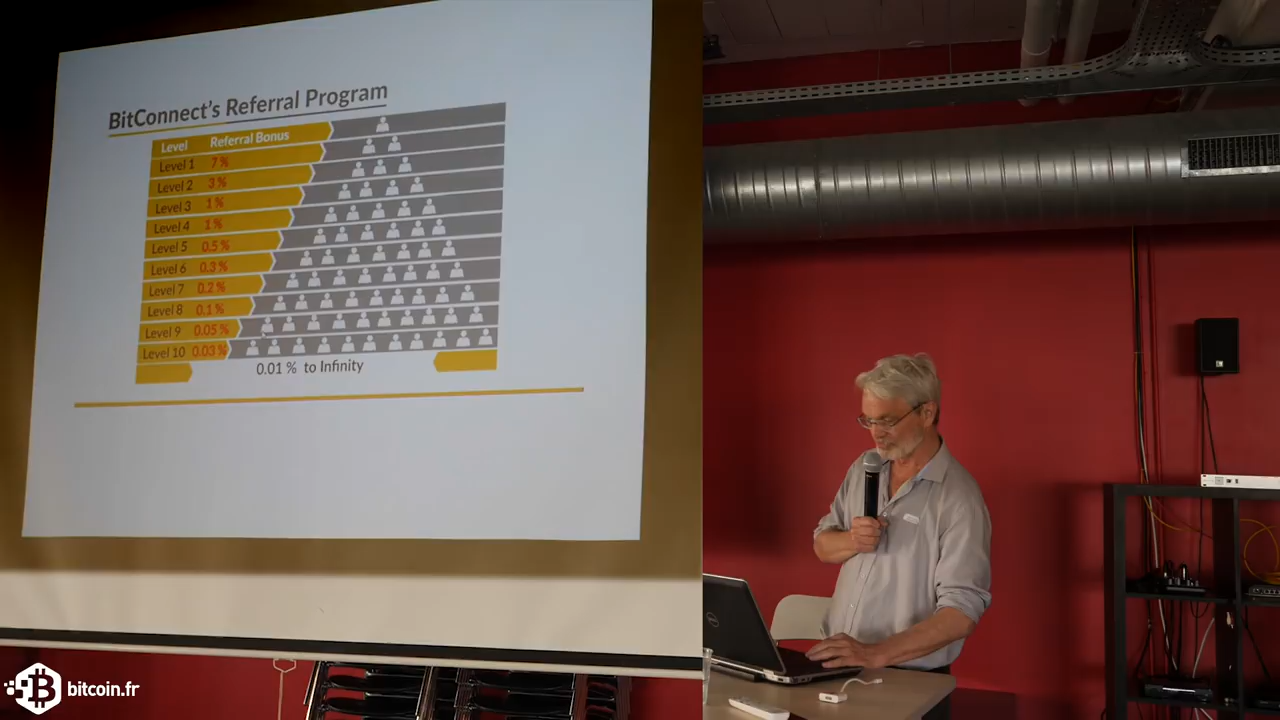 BitConnect's Referral Program
Level Referral Bonus
Level 1 7 %
Level 2 3 %
Level 3 1 %
Level 4 1 %
Level 5 0.5 %
Level 6 0.3 %
Level 7 0.2 %
Level 8 0.1 %
Level 9 0.05 %
Level 10 0.03 %
0.01 % to Infinity
bitcoin.fr